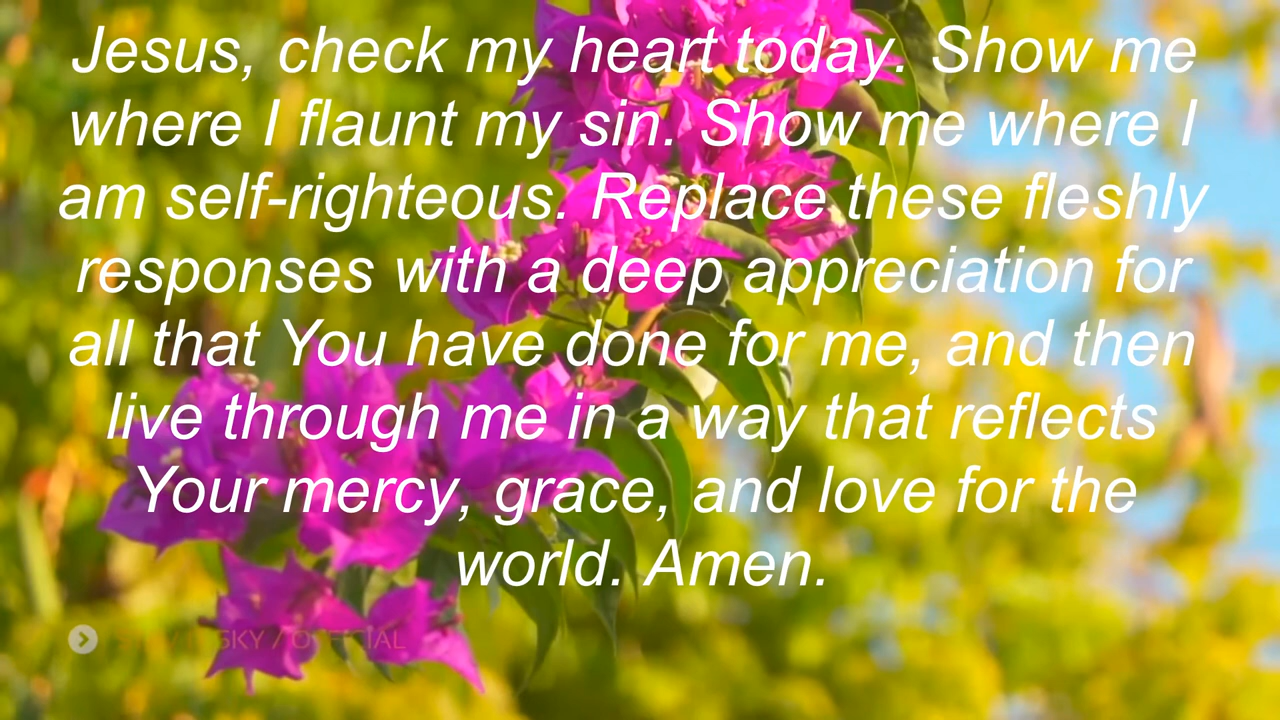 Jesus, check my heart today. Show me
where I flaunt my sin. Show me where I
am self-righteous. Replace these fleshly
responses with a deep appreciation for
all that You have done for me, and then
live through me in a way that reflects
Your mercy, grace, and love for the
world. Amen.
SKY / OFFICIAL